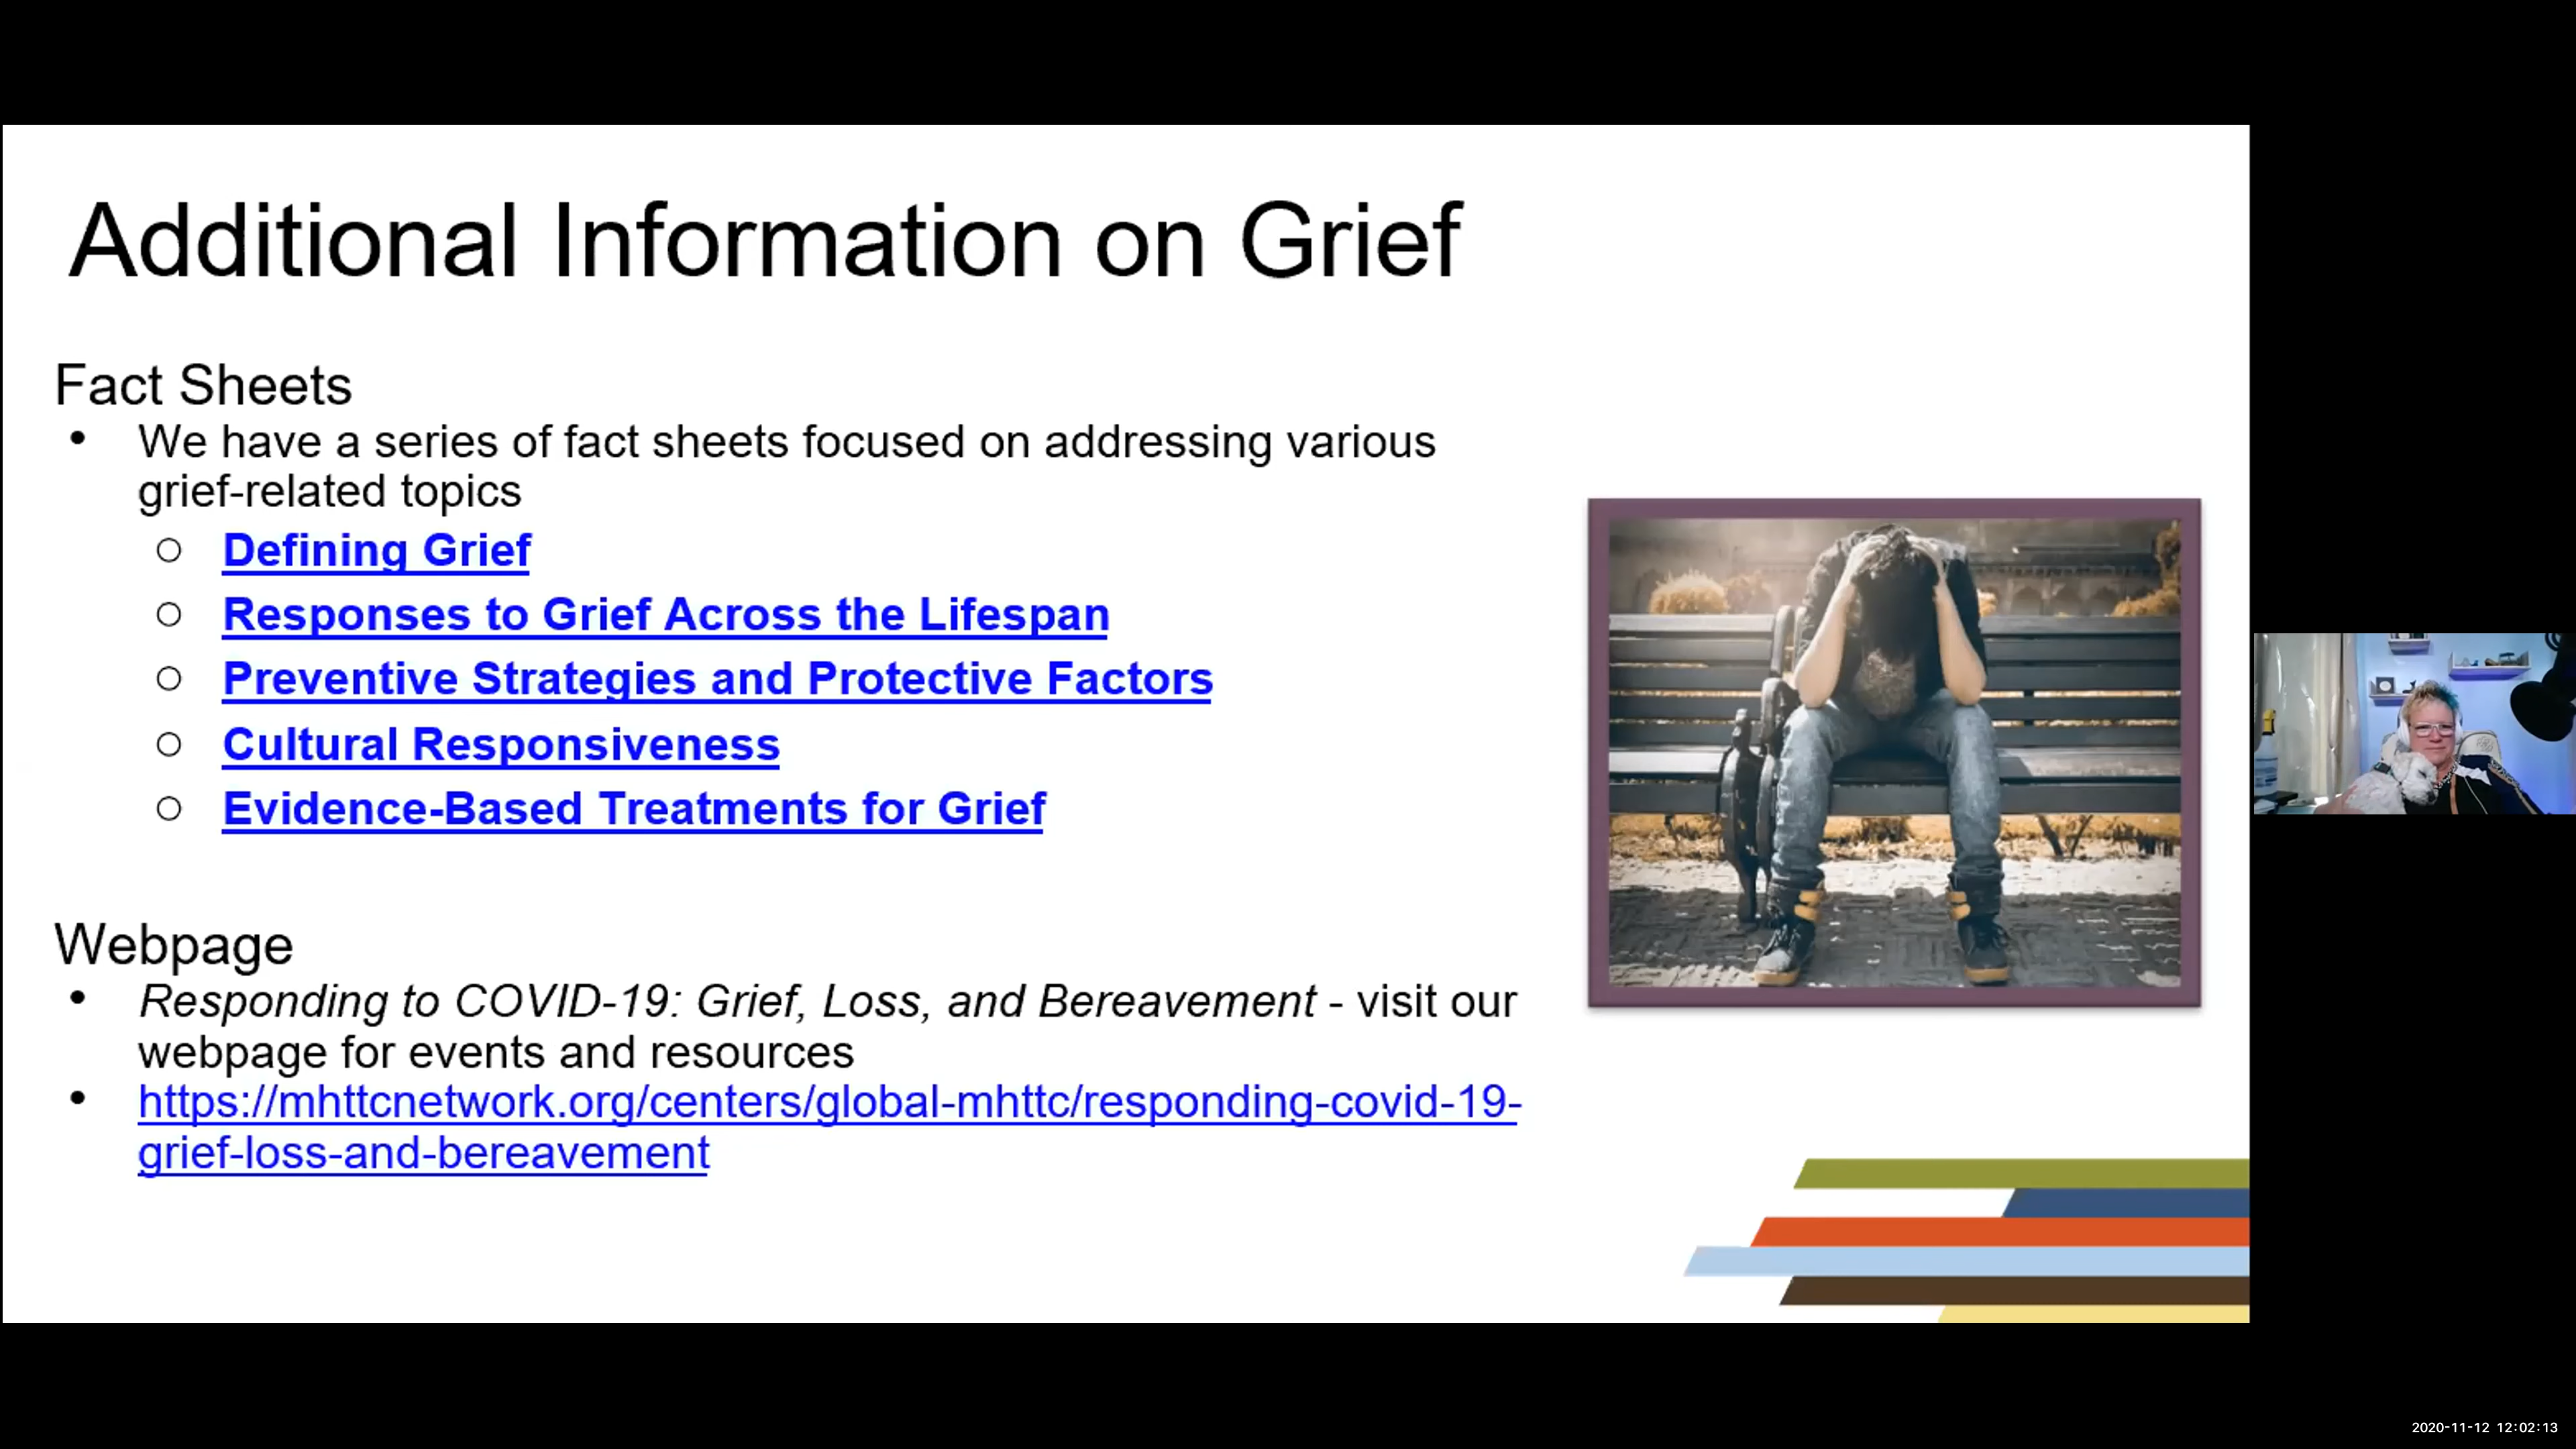 Additional Information on Grief
Fact Sheets
• We have a series of fact sheets focused on addressing various
grief-related topics
○ Defining Grief
○ Responses to Grief Across the Lifespan
○ Preventive Strategies and Protective Factors
○ Cultural Responsiveness
○ Evidence-Based Treatments for Grief
Webpage
• Responding to COVID-19: Grief, Loss, and Bereavement - visit our
webpage for events and resources
• https://mhttcnetwork.org/centers/global-mhttc/responding-covid-19-
grief-loss-and-bereavement
2020-11-12 12:02:13